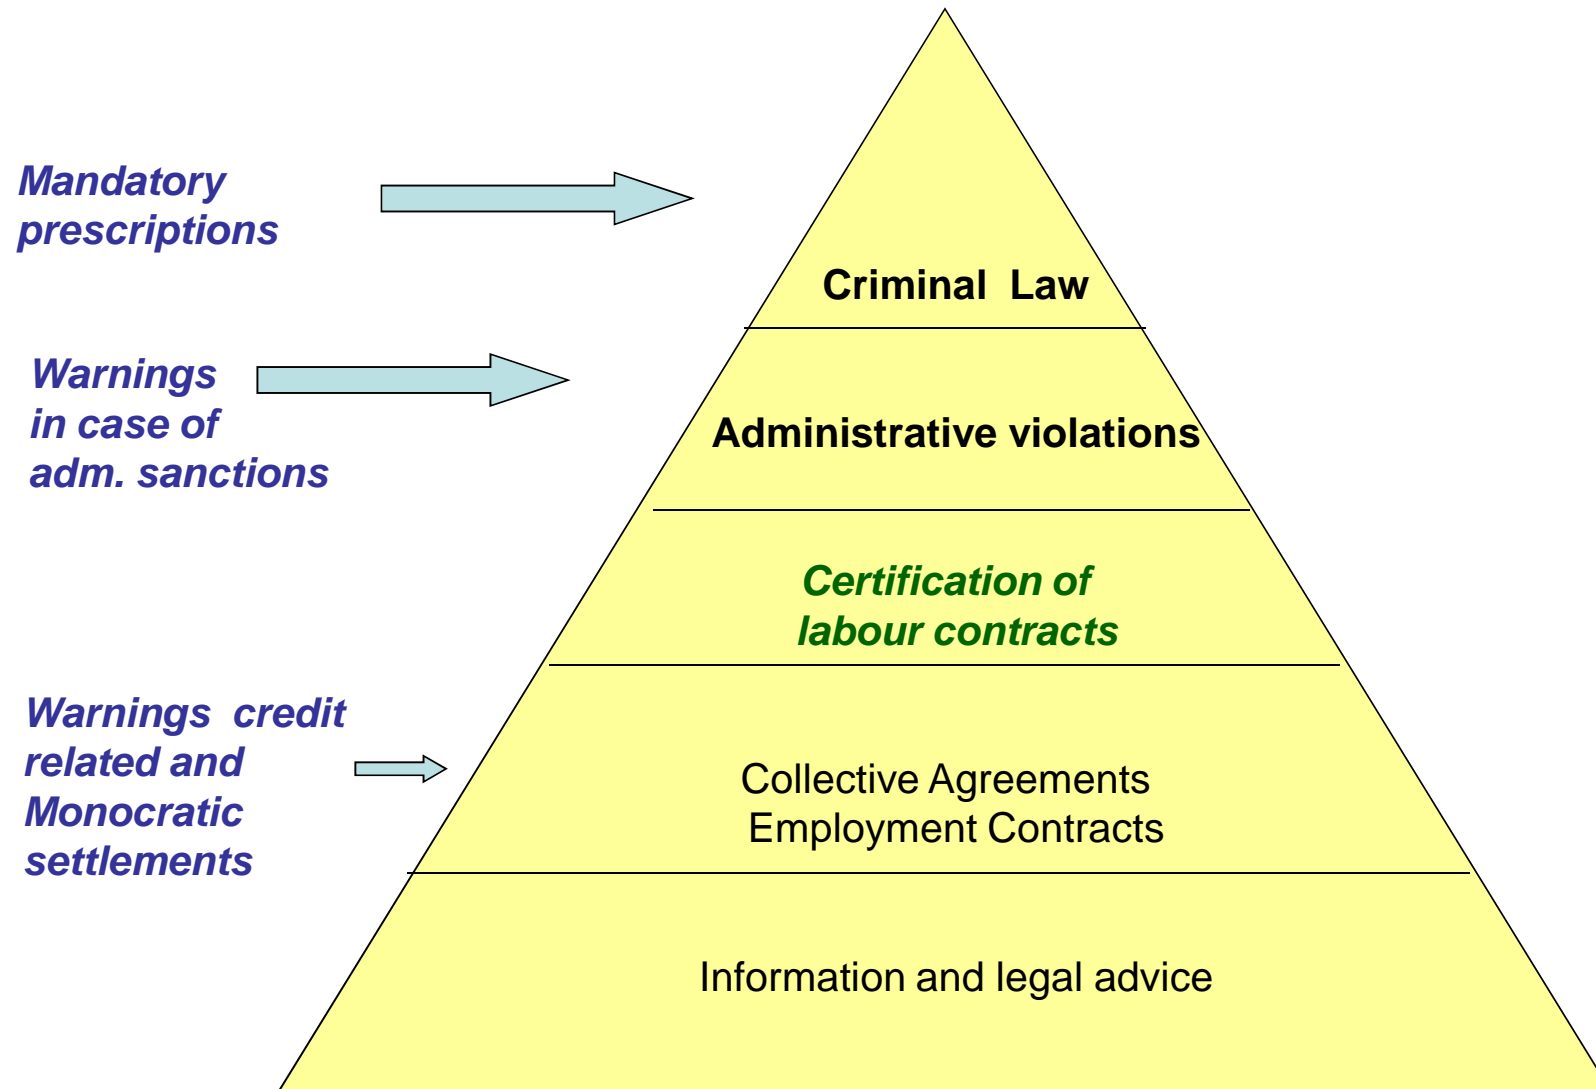 Mandatory
prescriptions
Criminal  Law
Warnings
in case of
adm. sanctions
Administrative violations
Certification of
labour contracts
Warnings  credit
related and
Monocratic
settlements
Collective Agreements
Employment Contracts
Information and legal advice